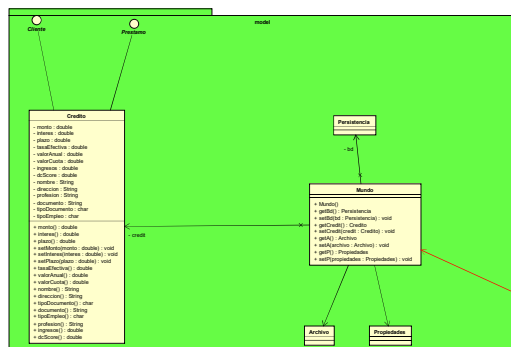 model
Cliente
Prestamo
Credito
- monto : double
- interes : double
- plazo : double
- tasaEfectiva : double
- valorAnual : double
- valorCuota : double
- ingresos : double
- dcScore : double
- nombre : String
- direccion : String
- profesion : String
- documento : String
- tipoDocumento : char
- tipoEmpleo : char
+ monto() : double
+ interes() : double
+ plazo() : double
+ setMonto(monto : double) : void
+ setInteres(interes : double) : void
+ setPlazo(plazo : double) : void
+ tasaEfectiva() : double
+ valorAnual() : double
+ valorCuota() : double
+ nombre() : String
+ direccion() : String
+ tipoDocumento() : char
+ documento() : String
+ tipoEmpleo() : char
+ profesion() : String
+ ingresos() : double
+ dcScore() : double
- credit
Persistencia
- bd
Mundo
+ Mundo()
+ getBd() : Persistencia
+ setBd(bd : Persistencia) : void
+ getCredit() : Credito
+ setCredit(credit : Credito) : void
+ getA() : Archivo
+ setA(archivo : Archivo) : void
+ getP() : Propiedades
+ setP(propiedades : Propiedades) : void
Archivo
Propiedades